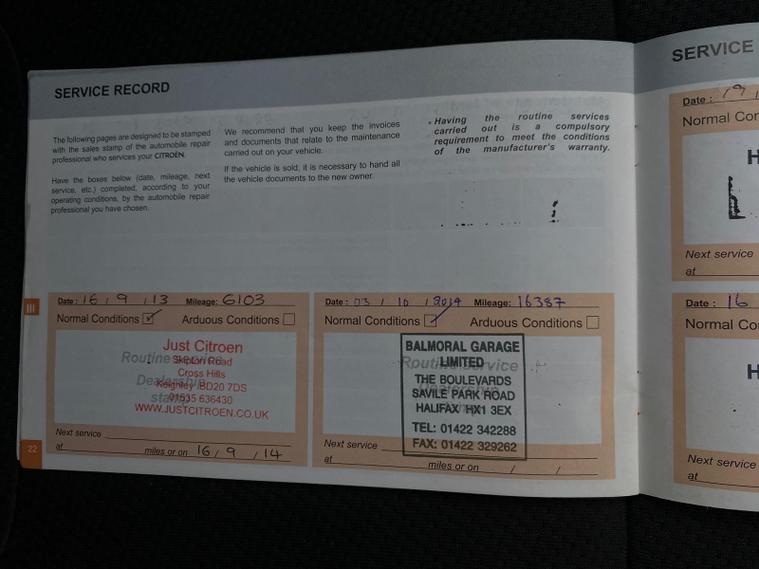 SERVICE RECORD
The following pages are designed to be stamped
with the sales stamp of the automobile repair
professional who services your CITROËN.
Have the boxes below (date, mileage, next
service, etc.) completed, according to your
operating conditions, by the automobile repair
professional you have chosen.
We recommend that you keep the invoices
and documents that relate to the maintenance
carried out on your vehicle.
If the vehicle is sold, it is necessary to hand all
the vehicle documents to the new owner.
Having the routine services
carried out is a compulsory
requirement to meet the conditions
of the manufacturer's warranty.
III
Date: 16 / 9 / 13 Mileage: 6103
Normal Conditions Arduous Conditions
Routine service
Dealership
stamp
Just Citroen
Skipton Road
Cross Hills
Keighley BD20 7DS
01535 636430
WWW.JUSTCITROEN.CO.UK
Next service
at miles or on 16 / 9 / 14
22
Date: 03 / 10 / 2014 Mileage: 16387
Normal Conditions Arduous Conditions
Routine service
BALMORAL GARAGE
LIMITED
THE BOULEVARDS
SAVILE PARK ROAD
HALIFAX HX1 3EX
TEL: 01422 342288
FAX: 01422 329262
Next service
at miles or on / /
SERVICE
Date: 19
Normal Con
H
Next service
at
Date: 16
Normal Co
H
Next service
at